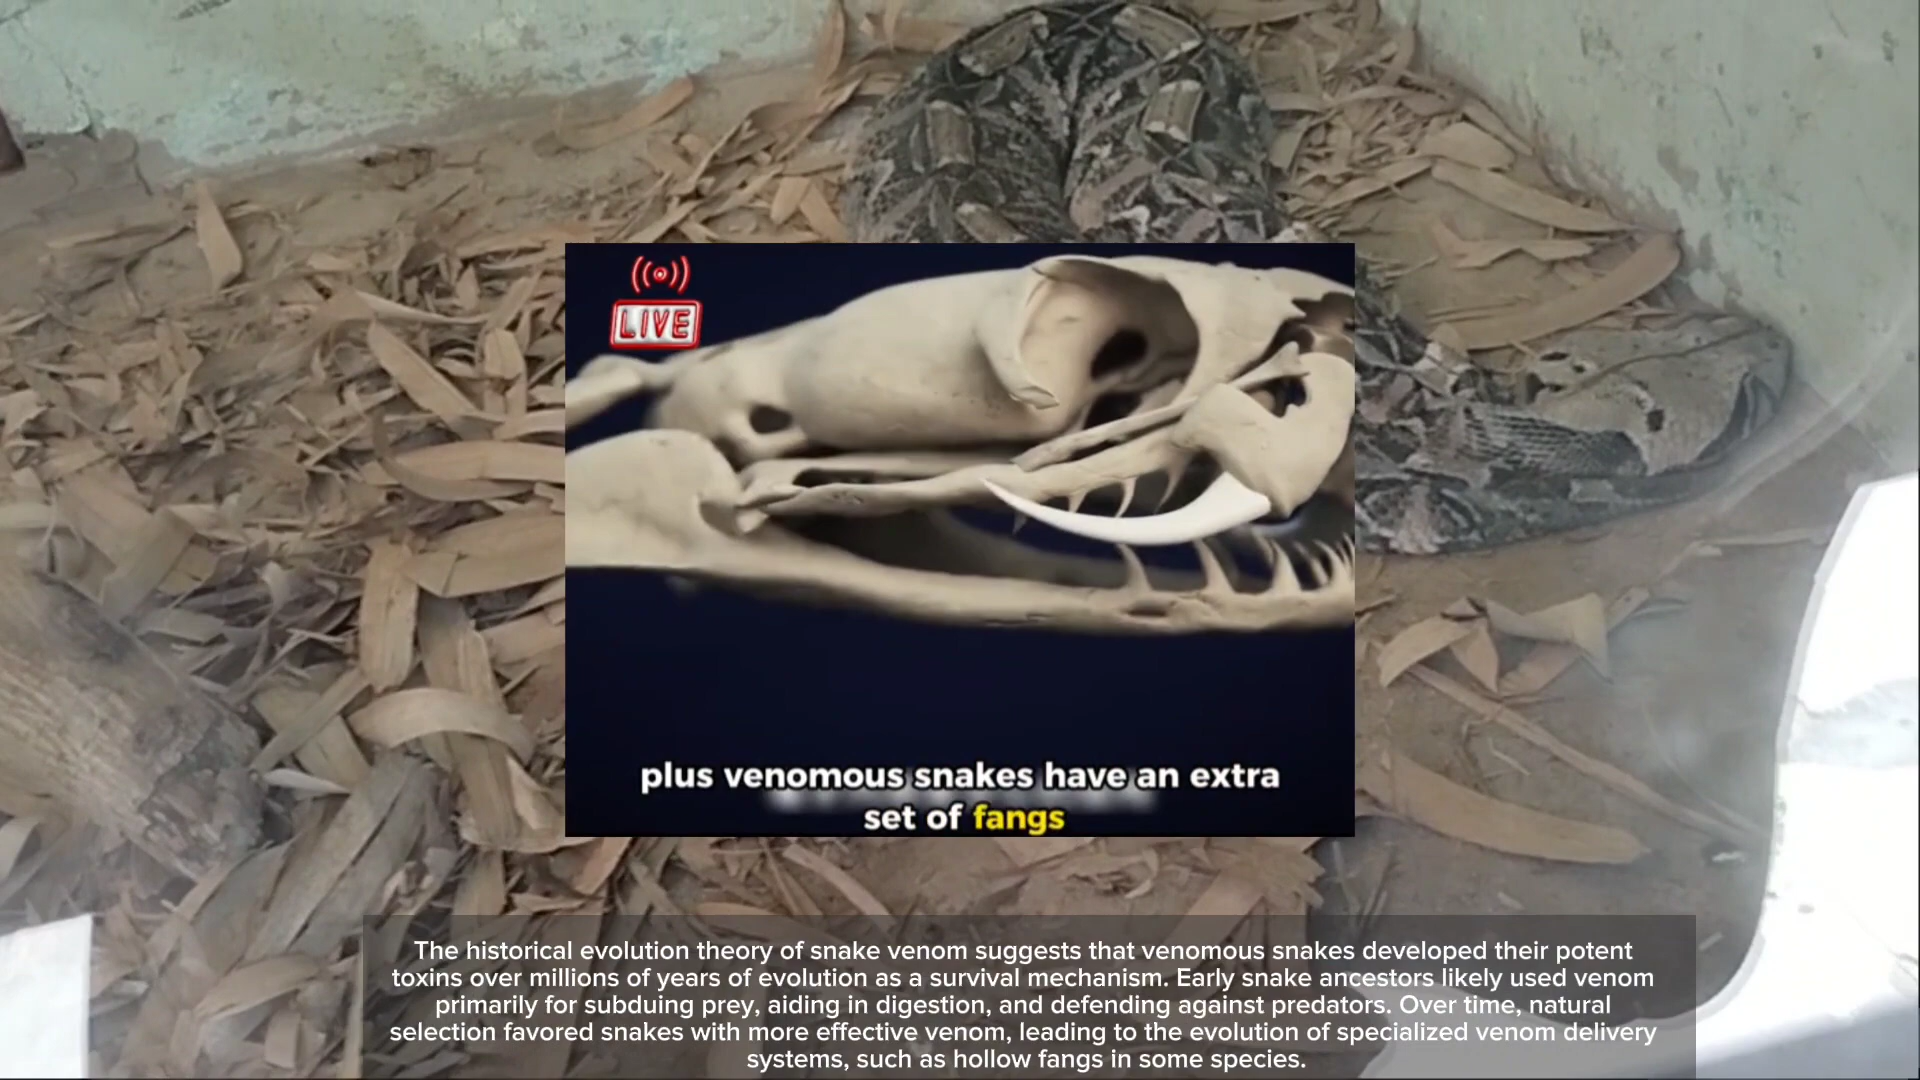 LIVE
plus venomous snakes have an extra
set of fangs
The historical evolution theory of snake venom suggests that venomous snakes developed their potent
toxins over millions of years of evolution as a survival mechanism. Early snake ancestors likely used venom
primarily for subduing prey, aiding in digestion, and defending against predators. Over time, natural
selection favored snakes with more effective venom, leading to the evolution of specialized venom delivery
systems, such as hollow fangs in some species.